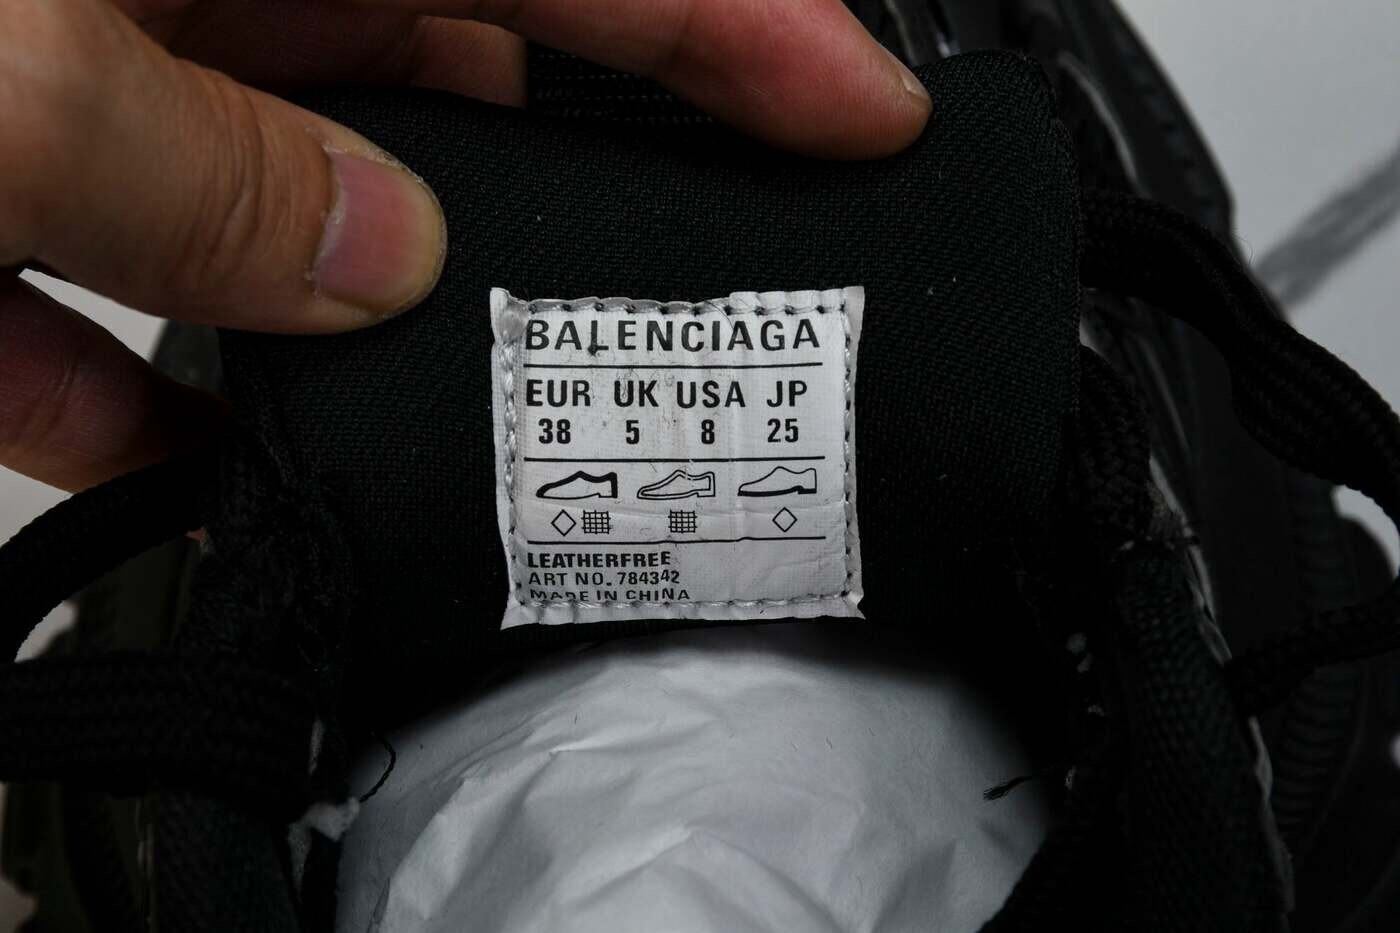 BALENCIAGA
EUR UK USA JP
38 5 8 25
LEATHERFREE
ART NO. 784342
MADE IN CHINA